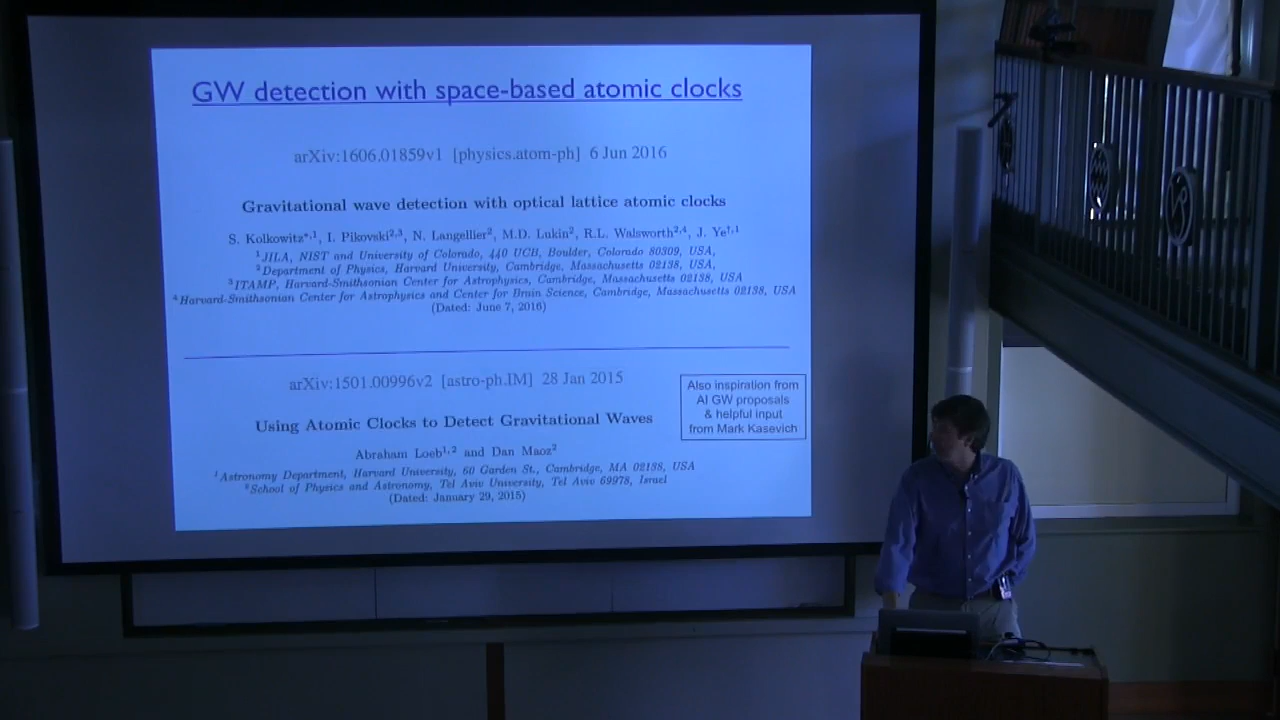 GW detection with space-based atomic clocks
arXiv:1606.01859v1 [physics.atom-ph] 6 Jun 2016
Gravitational wave detection with optical lattice atomic clocks
S. Kolkowitz*,1, I. Pikovski2,3, N. Langellier2, M.D. Lukin2, R.L. Walsworth2,4, J. Ye†,1
1JILA, NIST and University of Colorado, 440 UCB, Boulder, Colorado 80309, USA,
2Department of Physics, Harvard University, Cambridge, Massachusetts 02138, USA,
3ITAMP, Harvard-Smithsonian Center for Astrophysics, Cambridge, Massachusetts 02138, USA
4Harvard-Smithsonian Center for Astrophysics and Center for Brain Science, Cambridge, Massachusetts 02138, USA
(Dated: June 7, 2016)
arXiv:1501.00996v2 [astro-ph.IM] 28 Jan 2015
Using Atomic Clocks to Detect Gravitational Waves
Abraham Loeb1,2 and Dan Maoz2
1Astronomy Department, Harvard University, 60 Garden St., Cambridge, MA 02138, USA
2School of Physics and Astronomy, Tel Aviv University, Tel Aviv 69978, Israel
(Dated: January 29, 2015)
Also inspiration from
AI GW proposals
& helpful input
from Mark Kasevich